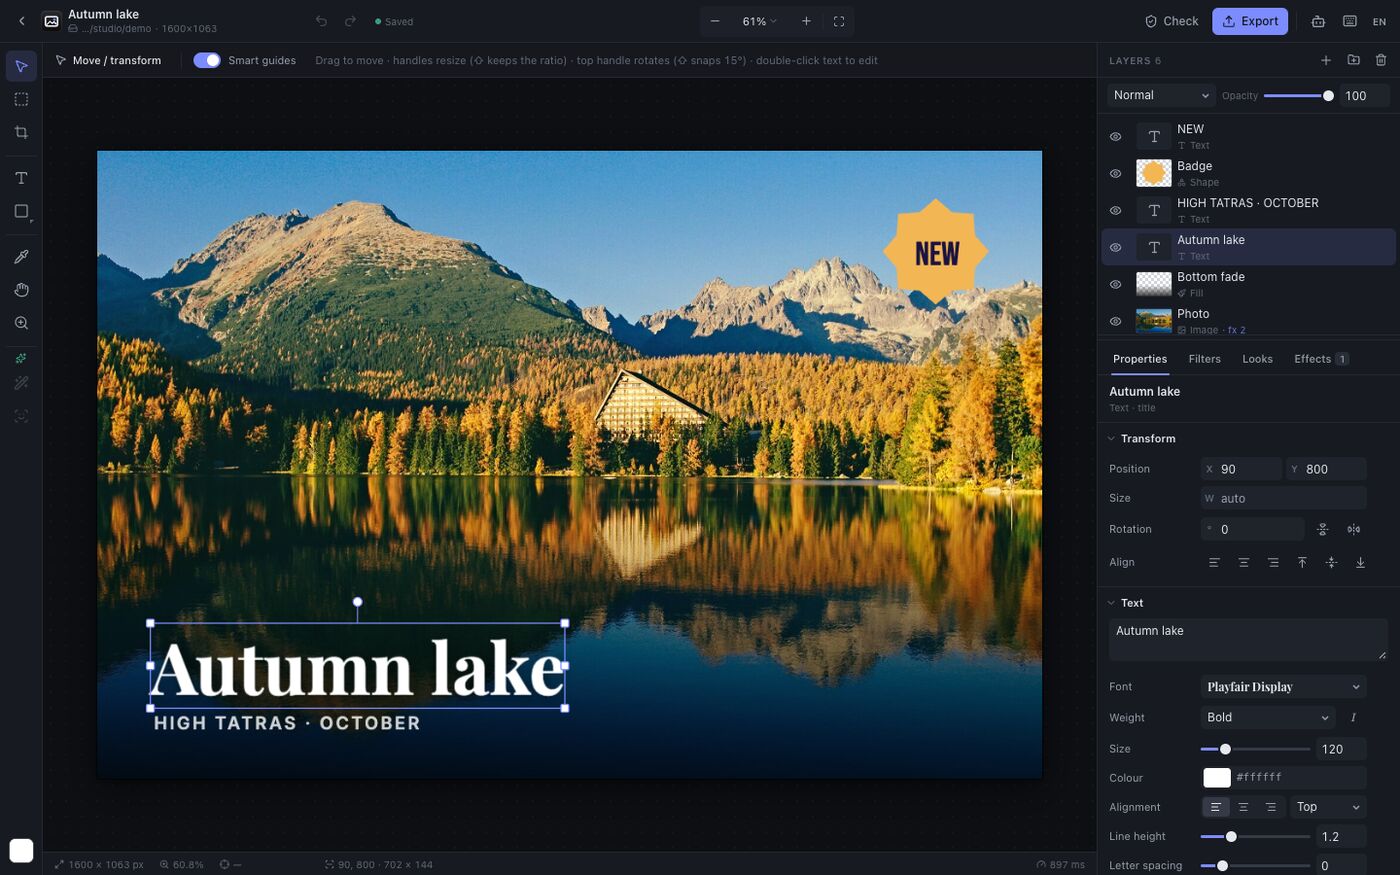 Autumn lake
.../studio/demo · 1600×1063
Saved
61%
Check
Export
EN
Move / transform
Smart guides
Drag to move · handles resize (⇧ keeps the ratio) · top handle rotates (⇧ snaps 15°) · double-click text to edit
LAYERS 6
Normal
Opacity
100
NEW
Text
Badge
Shape
HIGH TATRAS · OCTOBER
Text
Autumn lake
Text
Bottom fade
Fill
Photo
Image · fx 2
NEW
Autumn lake
HIGH TATRAS · OCTOBER
Properties
Filters
Looks
Effects 1
Autumn lake
Text · title
Transform
Position
X 90
Y 800
Size
W auto
Rotation
° 0
Align
Text
Autumn lake
Font
Playfair Display
Weight
Bold
I
Size
120
Colour
#ffffff
Alignment
Top
Line height
1.2
Letter spacing
0
1600 × 1063 px
60.8%
—
90, 800 · 702 × 144
897 ms